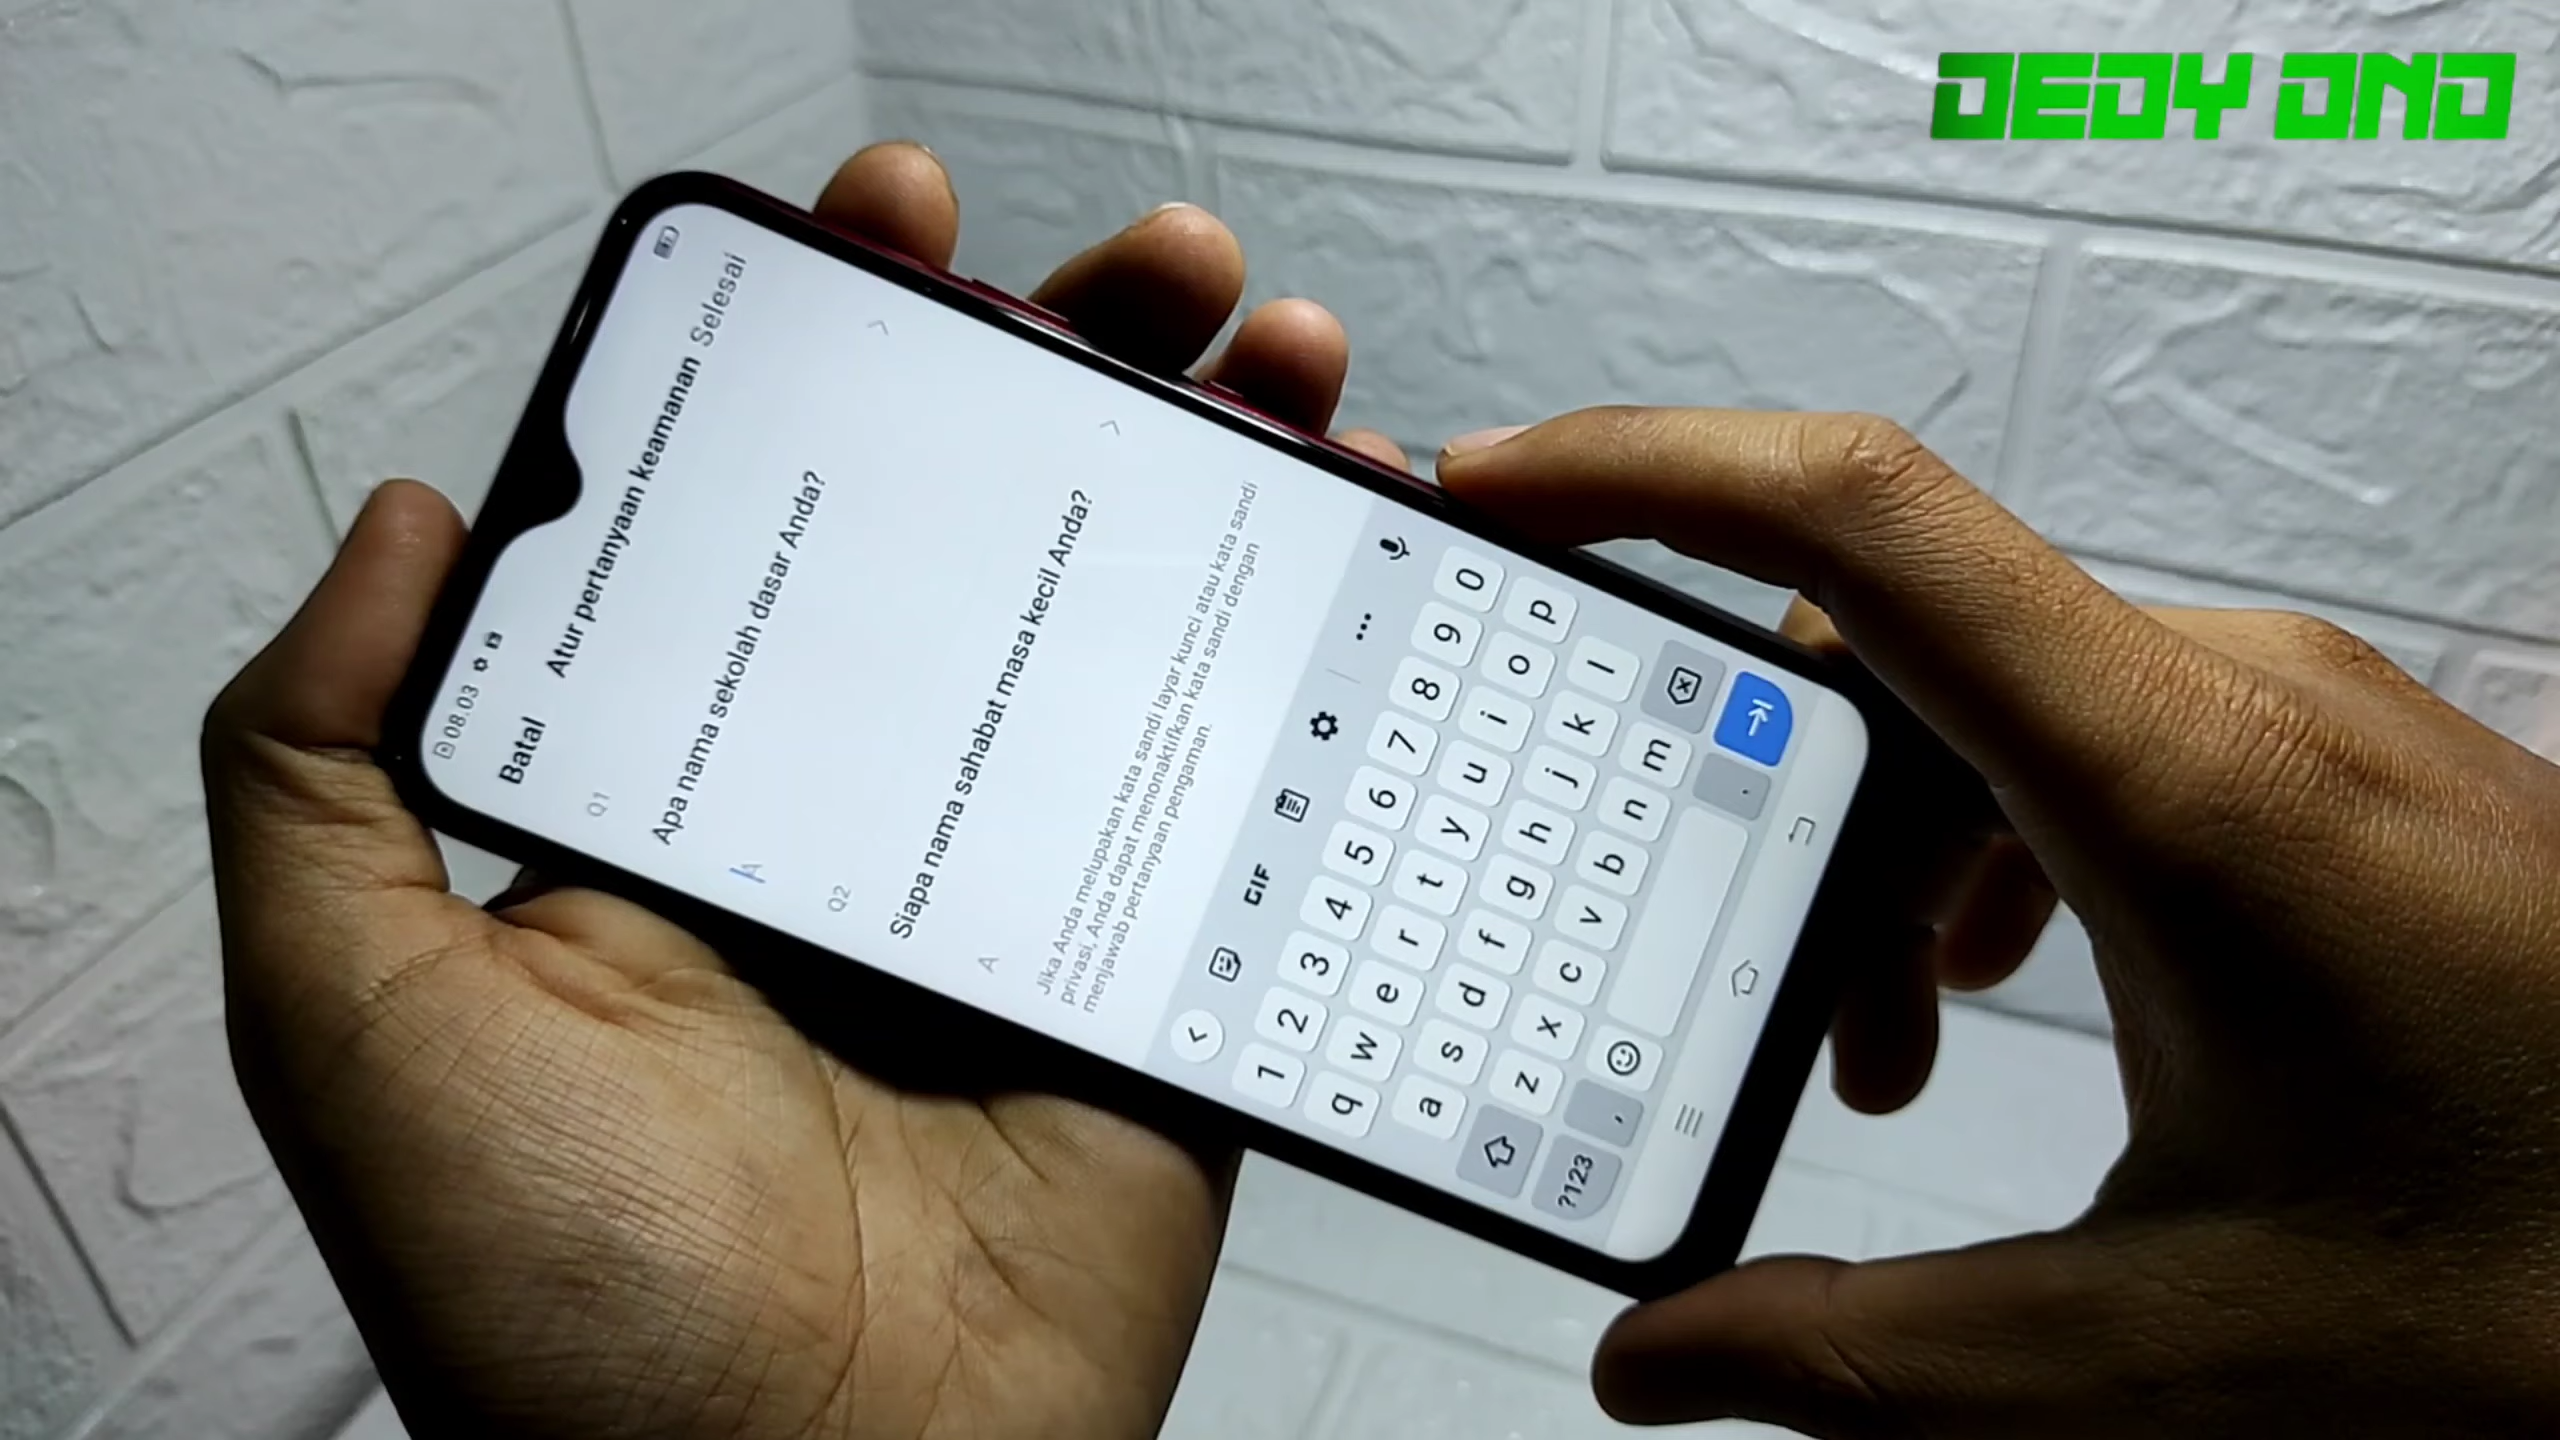 DEDY DND
08.03
Batal Atur pertanyaan keamanan Selesai
Q1
Apa nama sekolah dasar Anda?
A
Q2
Siapa nama sahabat masa kecil Anda?
A
Jika Anda melupakan kata sandi layar kunci atau kata sandi
privasi, Anda dapat menonaktifkan kata sandi dengan
menjawab pertanyaan pengaman.
GIF
1 2 3 4 5 6 7 8 9 0
q w e r t y u i o p
a s d f g h j k l
z x c v b n m
?123 , .